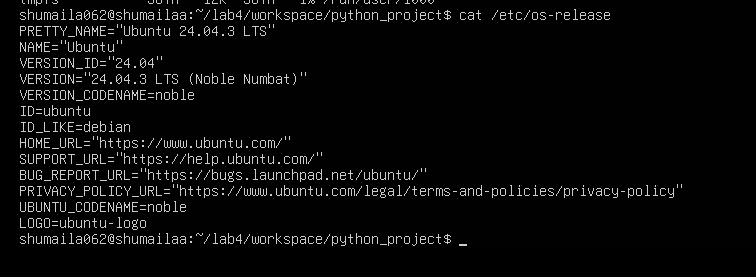 shumaila062@shumailaa:~/lab4/workspace/python_project$ cat /etc/os-release
PRETTY_NAME="Ubuntu 24.04.3 LTS"
NAME="Ubuntu"
VERSION_ID="24.04"
VERSION="24.04.3 LTS (Noble Numbat)"
VERSION_CODENAME=noble
ID=ubuntu
ID_LIKE=debian
HOME_URL="https://www.ubuntu.com/"
SUPPORT_URL="https://help.ubuntu.com/"
BUG_REPORT_URL="https://bugs.launchpad.net/ubuntu/"
PRIVACY_POLICY_URL="https://www.ubuntu.com/legal/terms-and-policies/privacy-policy"
UBUNTU_CODENAME=noble
LOGO=ubuntu-logo
shumaila062@shumailaa:~/lab4/workspace/python_project$ _